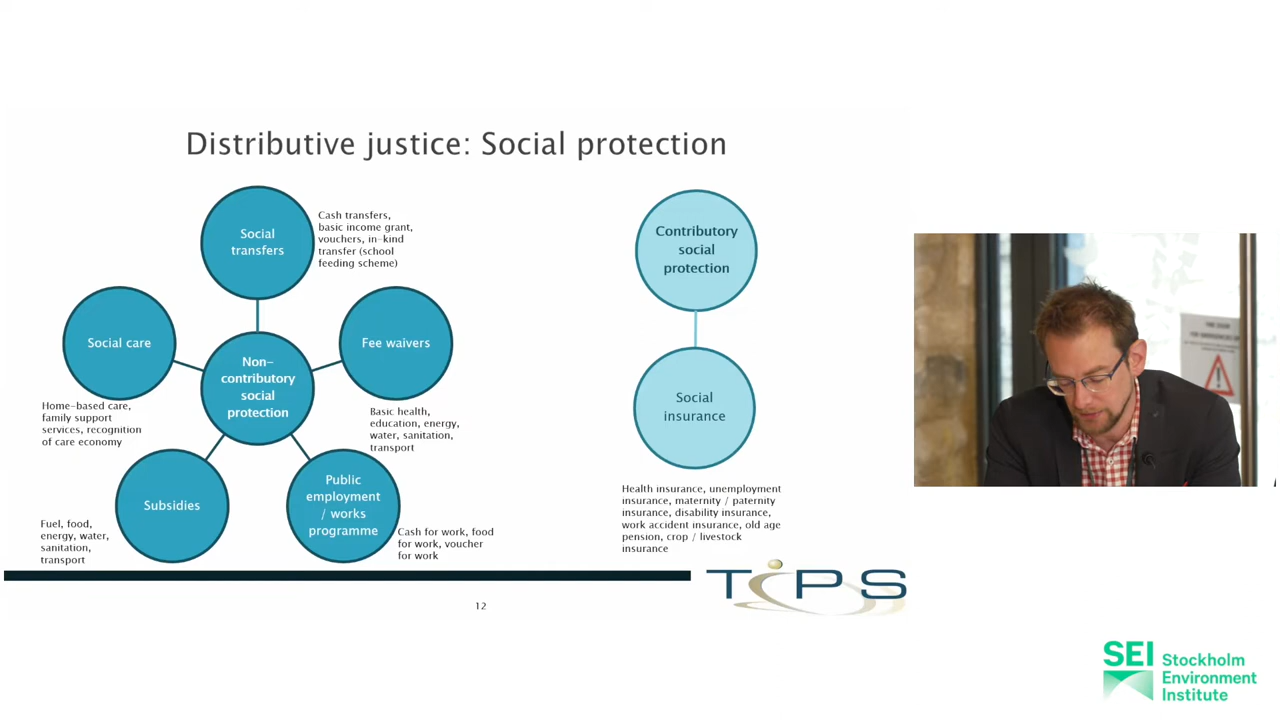 Distributive justice: Social protection
Social
transfers
Cash transfers,
basic income grant,
vouchers, in-kind
transfer (school
feeding scheme)
Social care
Home-based care,
family support
services, recognition
of care economy
Non-
contributory
social
protection
Fee waivers
Basic health,
education, energy,
water, sanitation,
transport
Subsidies
Fuel, food,
energy, water,
sanitation,
transport
Public
employment
/ works
programme
Cash for work, food
for work, voucher
for work
Contributory
social
protection
Social
insurance
Health insurance, unemployment
insurance, maternity / paternity
insurance, disability insurance,
work accident insurance, old age
pension, crop / livestock
insurance
TIPS
12
SEI Stockholm
Environment
Institute